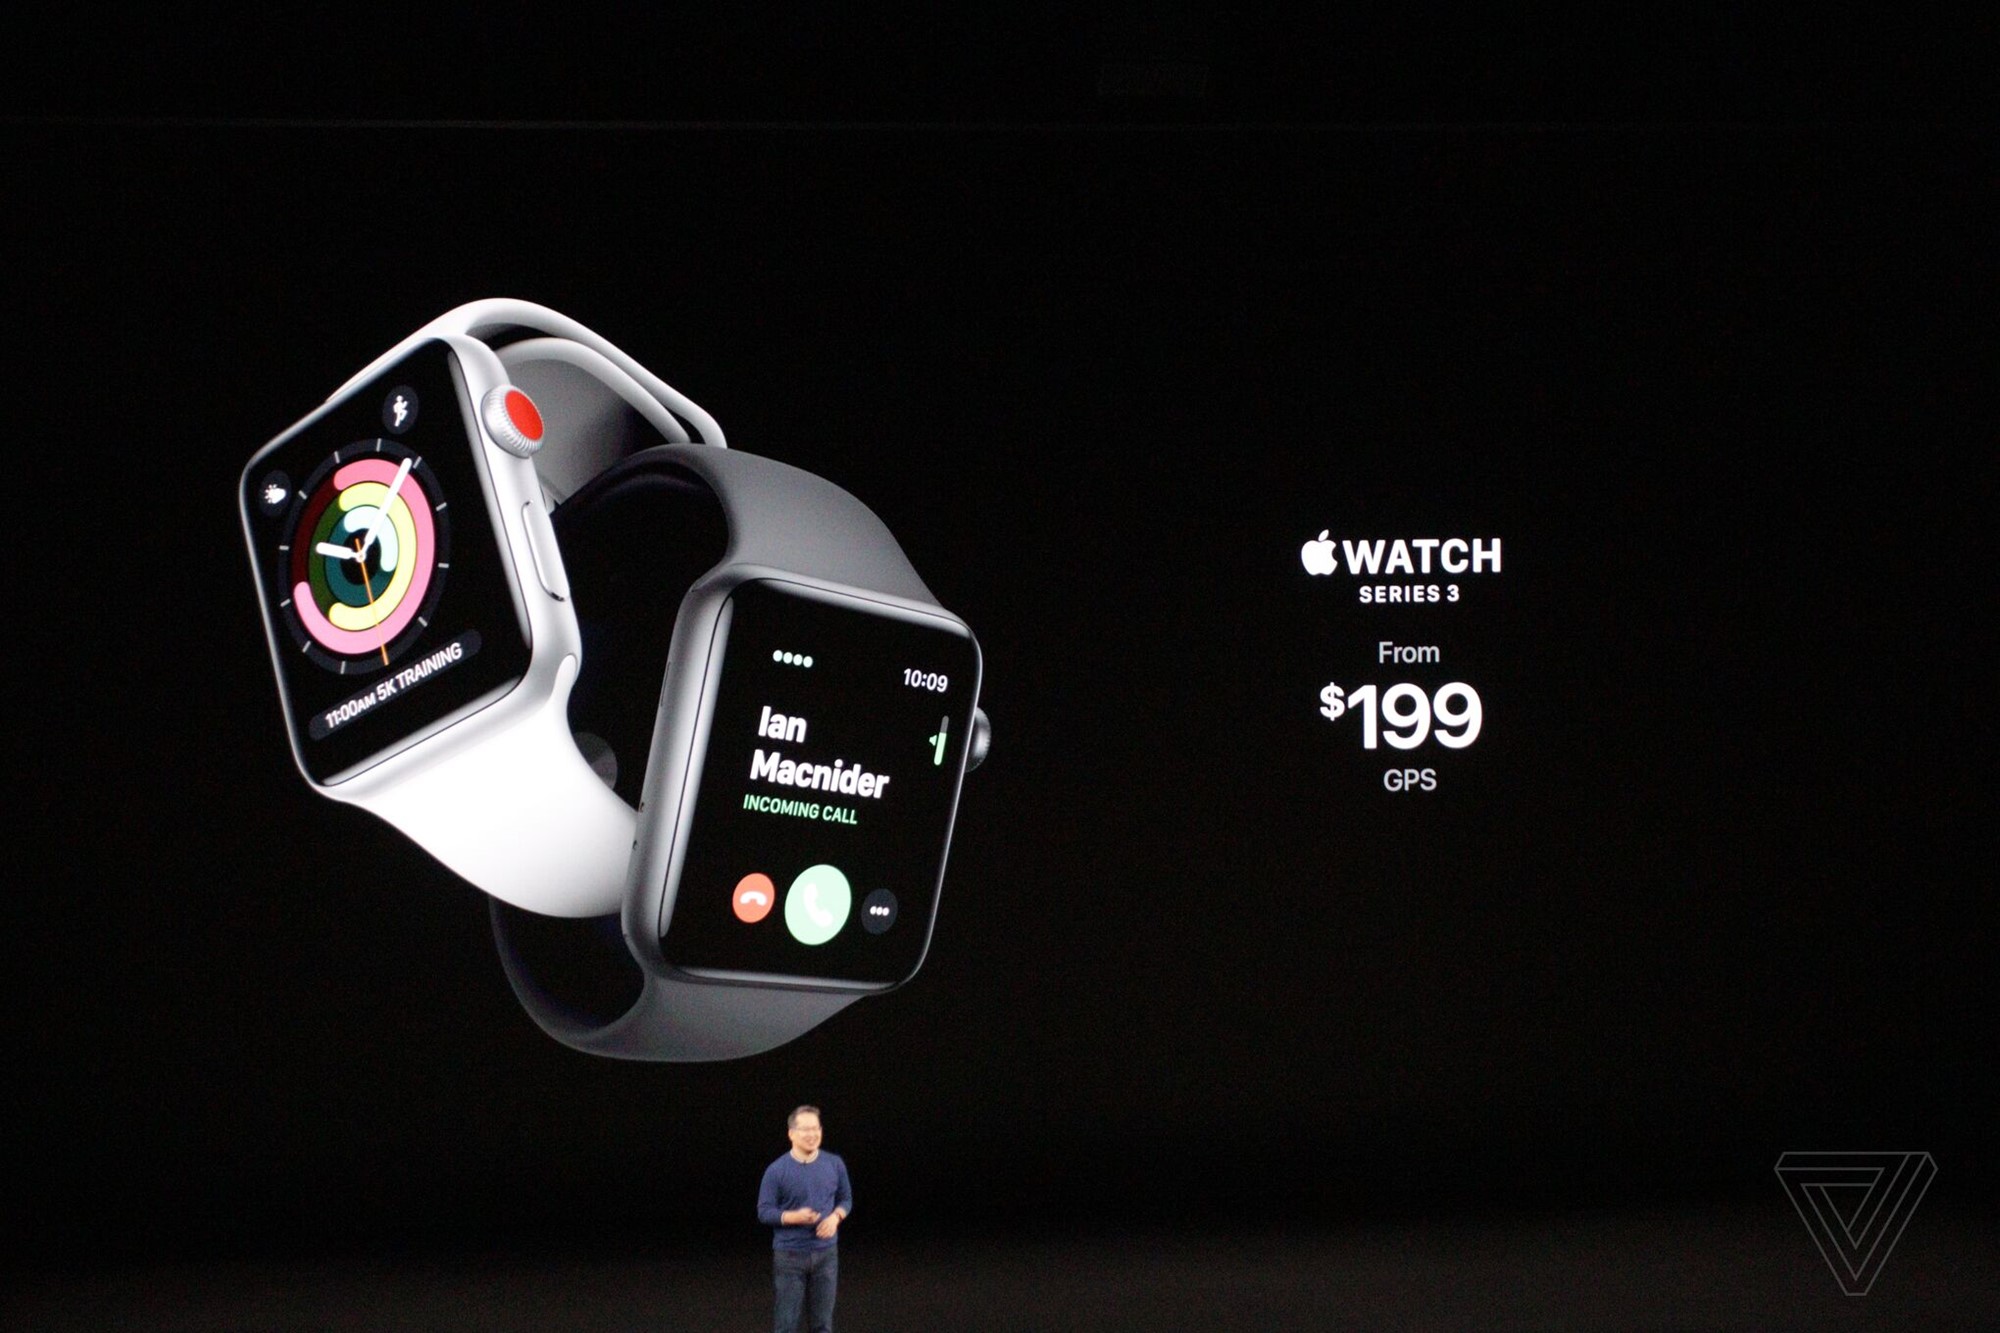 11:00AM 5K TRAINING
10:09
Ian
Macnider
INCOMING CALL
WATCH
SERIES 3
From
$199
GPS